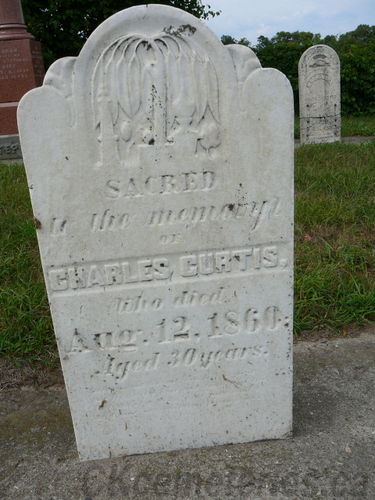 SACRED
to the memory
of
CHARLES CURTIS.
Who died
Aug. 12, 1860.
Aged 30 years.